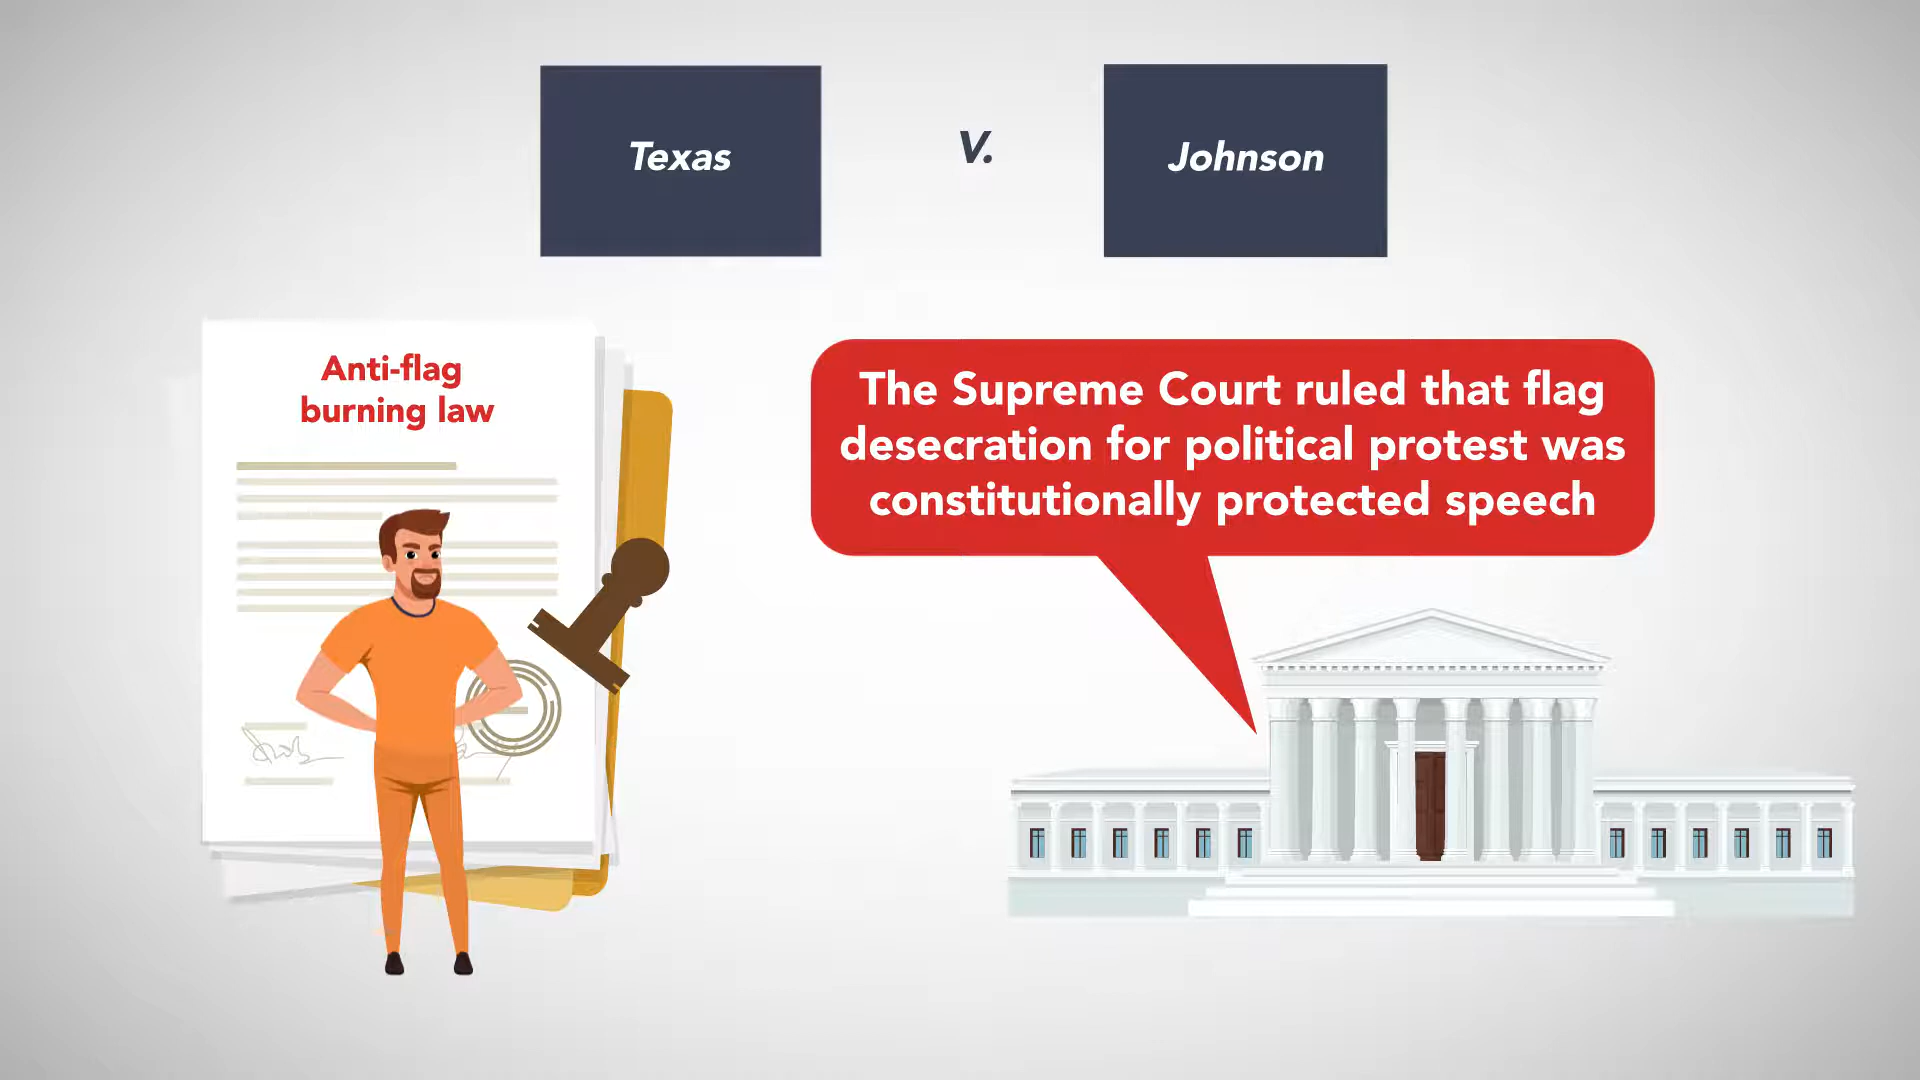 Texas
V.
Johnson
Anti-flag
burning law
The Supreme Court ruled that flag
desecration for political protest was
constitutionally protected speech